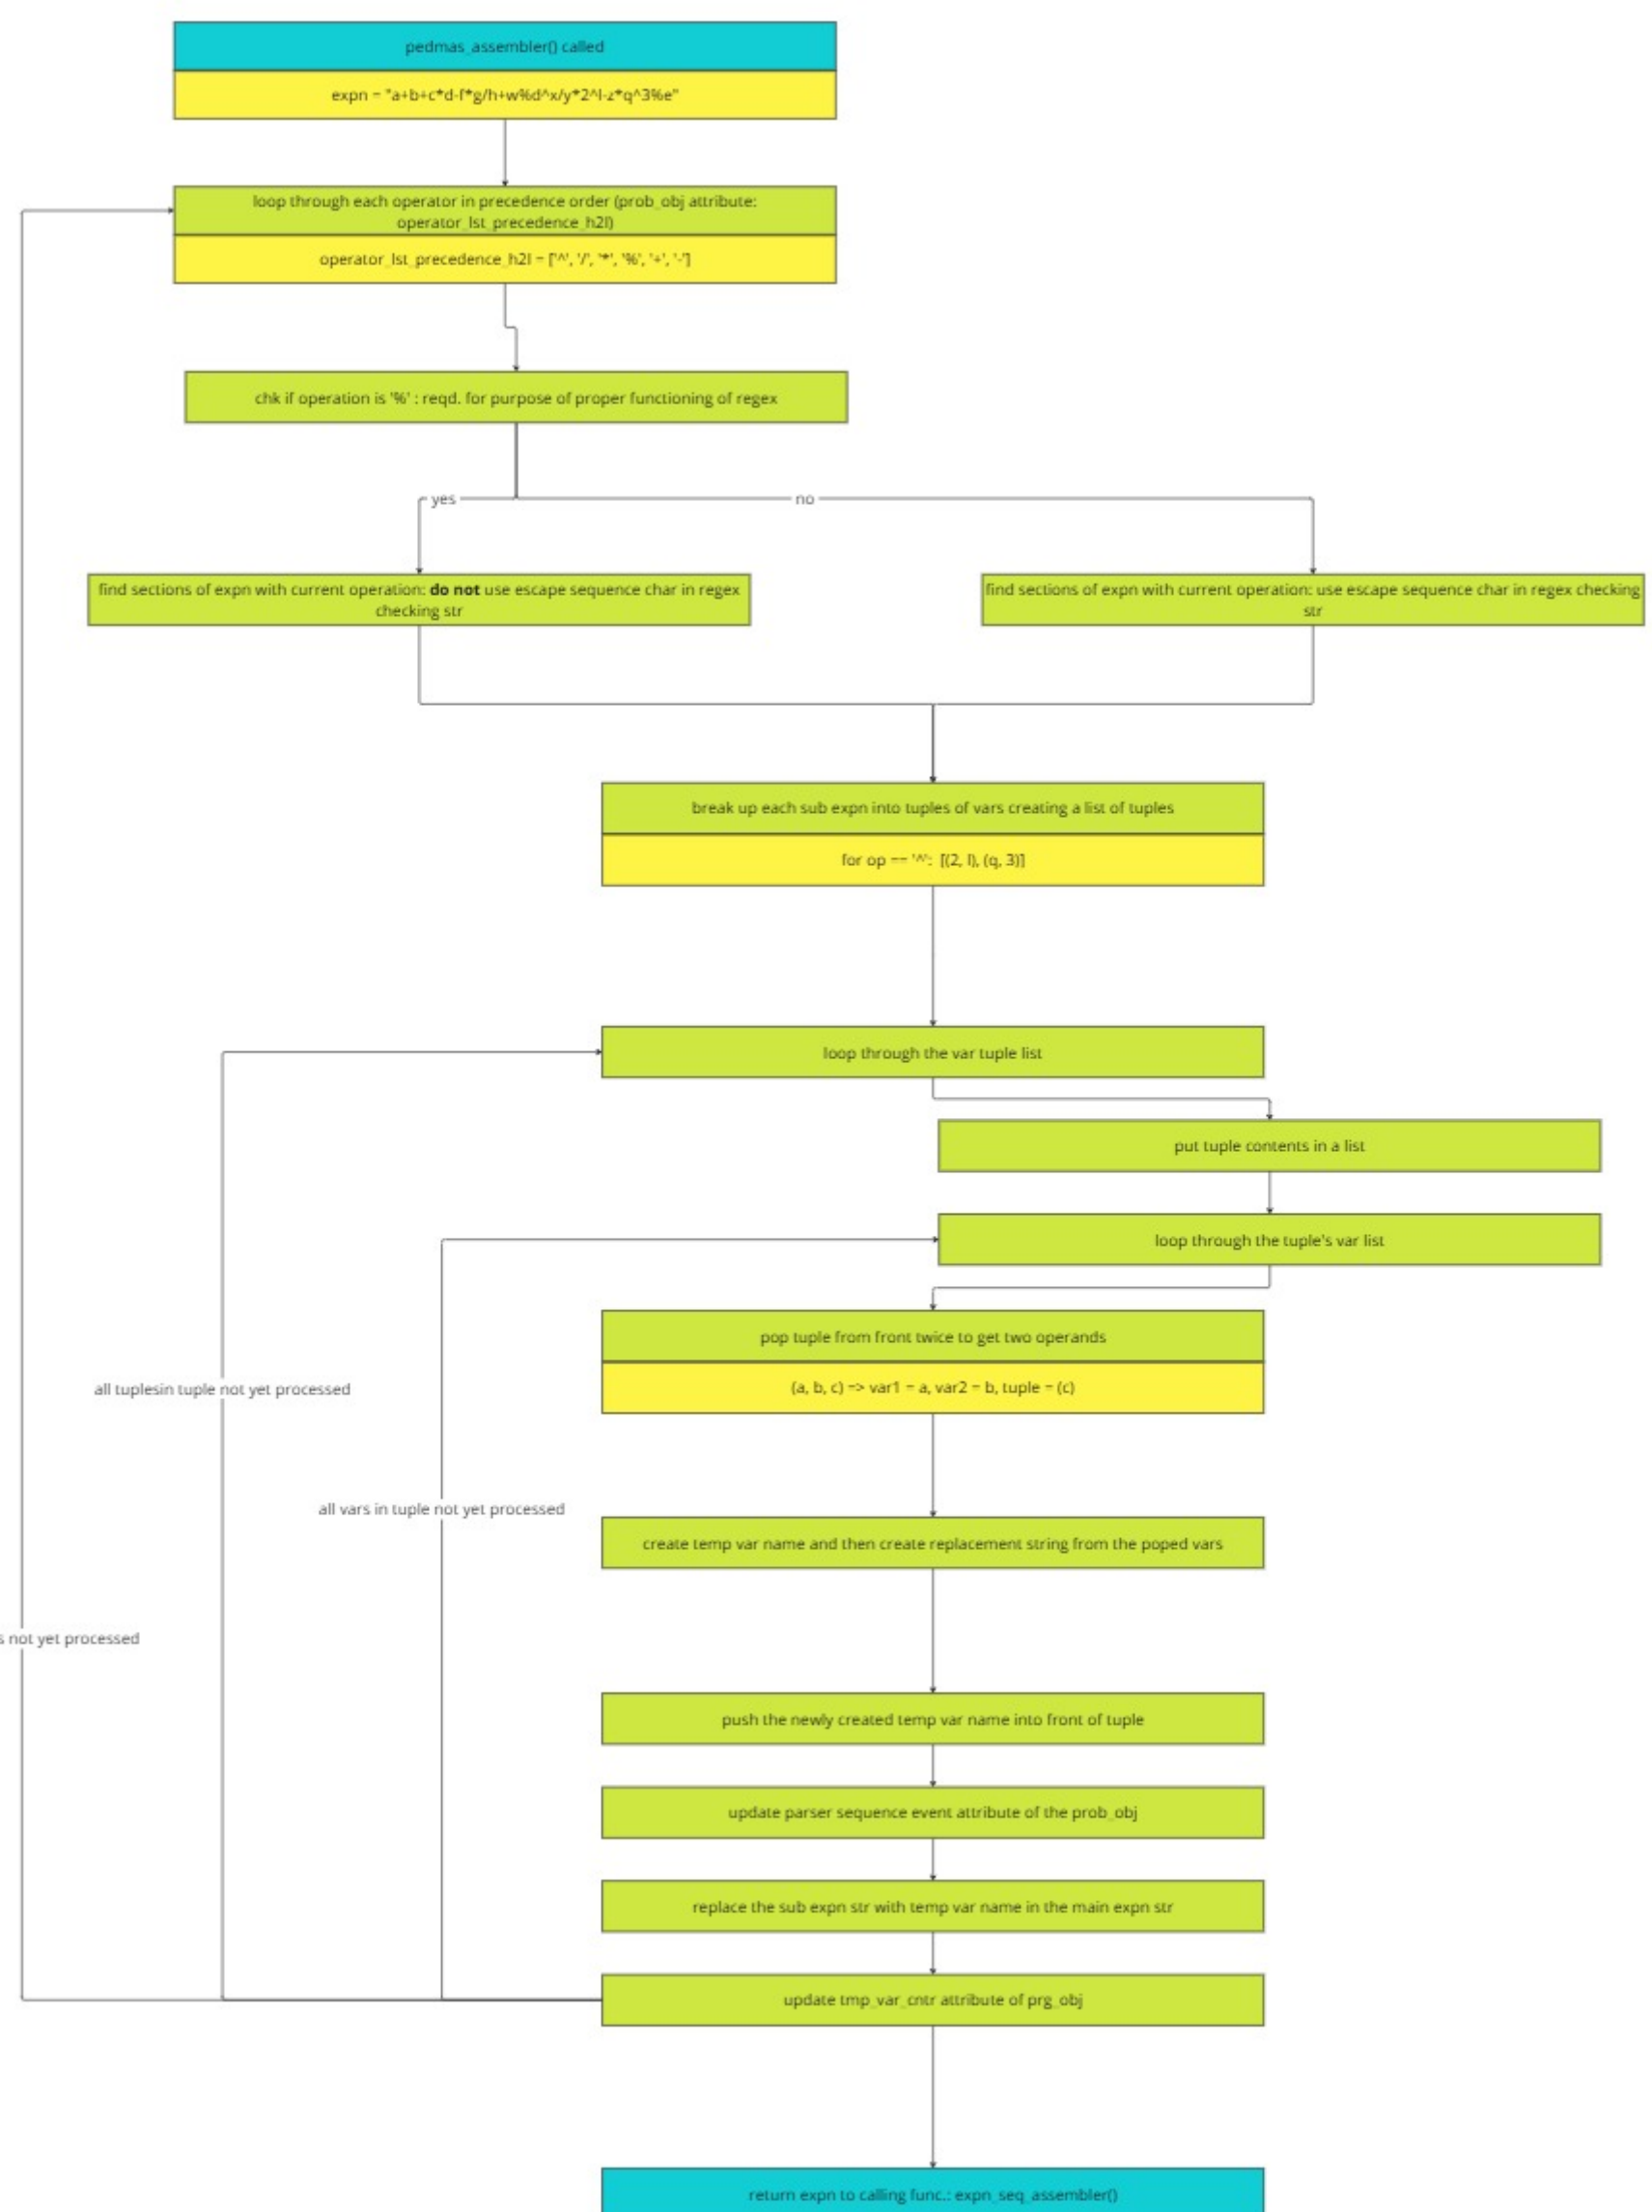 pedmas_assembler() called
expn = "a+b+c*d-f*g/h+w%d^x/y*2^l-z*q^3%e"
loop through each operator in precedence order (prob_obj attribute:
operator_lst_precedence_h2l)
operator_lst_precedence_h2l = ['^', '/', '*', '%', '+', '-']
chk if operation is '%' : reqd. for purpose of proper functioning of regex
yes
no
find sections of expn with current operation: do not use escape sequence char in regex
checking str
find sections of expn with current operation: use escape sequence char in regex checking
str
break up each sub expn into tuples of vars creating a list of tuples
for op == '^': [(2, l), (q, 3)]
loop through the var tuple list
put tuple contents in a list
loop through the tuple's var list
pop tuple from front twice to get two operands
all tuplesin tuple not yet processed
(a, b, c) => var1 = a, var2 = b, tuple = (c)
all vars in tuple not yet processed
create temp var name and then create replacement string from the poped vars
s not yet processed
push the newly created temp var name into front of tuple
update parser sequence event attribute of the prob_obj
replace the sub expn str with temp var name in the main expn str
update tmp_var_cntr attribute of prg_obj
return expn to calling func.: expn_seq_assembler()